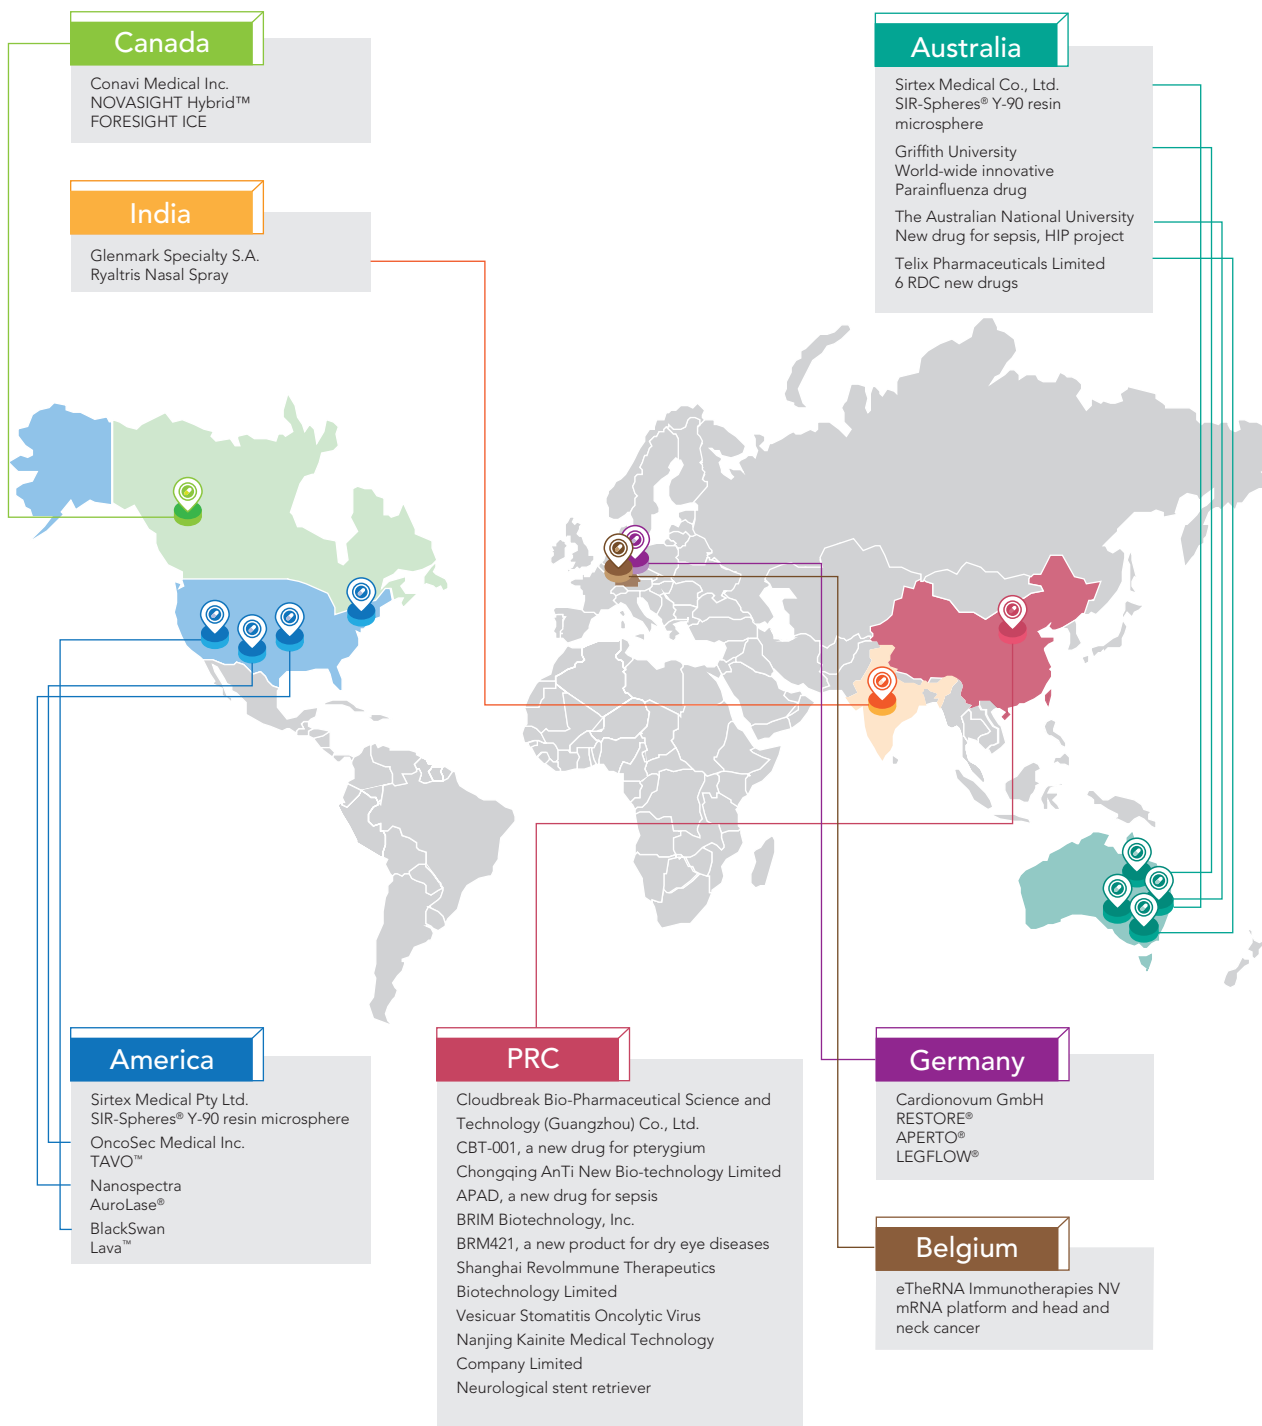 Canada
Conavi Medical Inc.
NOVASIGHT Hybrid™
FORESIGHT ICE
India
Glenmark Specialty S.A.
Ryaltris Nasal Spray
Australia
Sirtex Medical Co., Ltd.
SIR-Spheres® Y-90 resin
microsphere
Griffith University
World-wide innovative
Parainfluenza drug
The Australian National University
New drug for sepsis, HIP project
Telix Pharmaceuticals Limited
6 RDC new drugs
America
Sirtex Medical Pty Ltd.
SIR-Spheres® Y-90 resin microsphere
OncoSec Medical Inc.
TAVO™
Nanospectra
AuroLase®
BlackSwan
Lava™
PRC
Cloudbreak Bio-Pharmaceutical Science and
Technology (Guangzhou) Co., Ltd.
CBT-001, a new drug for pterygium
Chongqing AnTi New Bio-technology Limited
APAD, a new drug for sepsis
BRIM Biotechnology, Inc.
BRM421, a new product for dry eye diseases
Shanghai RevoImmune Therapeutics
Biotechnology Limited
Vesicuar Stomatitis Oncolytic Virus
Nanjing Kainite Medical Technology
Company Limited
Neurological stent retriever
Germany
Cardionovum GmbH
RESTORE®
APERTO®
LEGFLOW®
Belgium
eTheRNA Immunotherapies NV
mRNA platform and head and
neck cancer